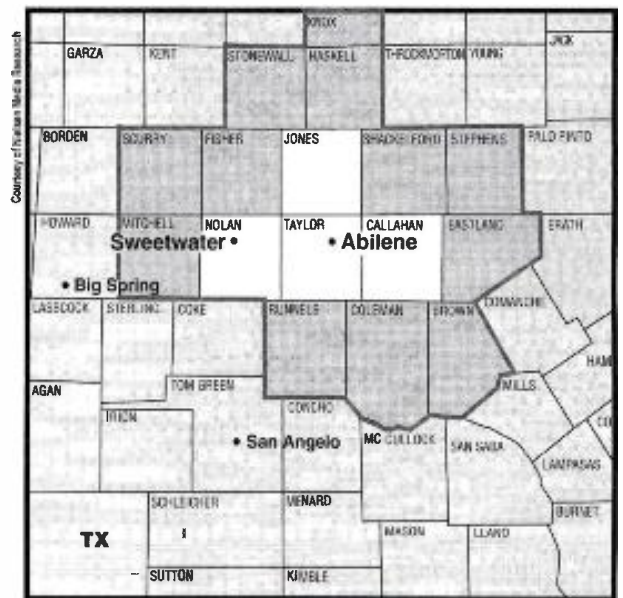 Courtesy of Nielsen Media Research
KNOX
GARZA KENT STONEWALL HASKELL THROCKMORTON YOUNG JACK
BORDEN SCURRY FISHER JONES SHACKELFORD STEPHENS PALO PINTO
HOWARD MITCHELL NOLAN TAYLOR CALLAHAN EASTLAND ERATH
Sweetwater • • Abilene
• Big Spring
LASSCOCK STERLING COKE RUNNELS COLEMAN BROWN COMANCHE
HAM
AGAN TOM GREEN MILLS
IRION CONCHO CO
• San Angelo MC CULLOCK SAN SABA
LAMPASAS
SCHLEICHER MENARD BURNET
TX MASON LLANO
SUTTON KIMBLE